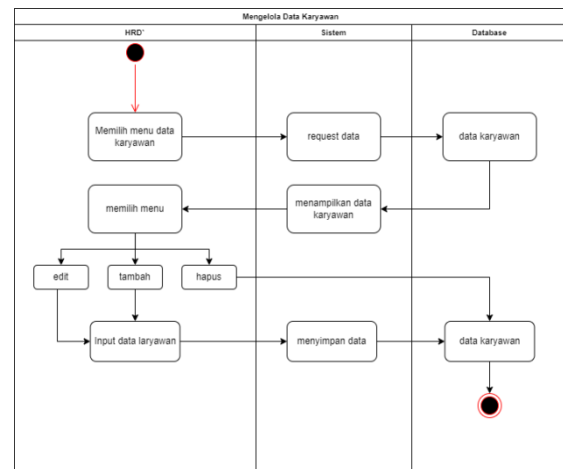 Mengelola Data Karyawan
HRD`
Sistem
Database
Memilih menu data
karyawan
request data
data karyawan
memilih menu
menampilkan data
karyawan
edit
tambah
hapus
Input data laryawan
menyimpan data
data karyawan